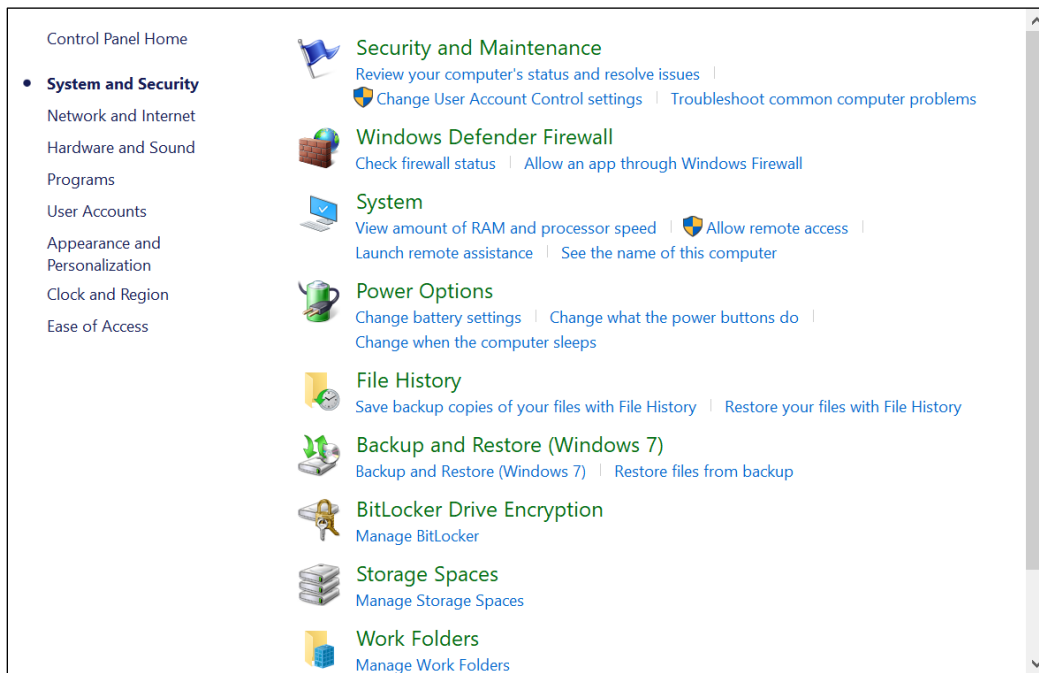 Control Panel Home
System and Security
Network and Internet
Hardware and Sound
Programs
User Accounts
Appearance and
Personalization
Clock and Region
Ease of Access
Security and Maintenance
Review your computer's status and resolve issues
Change User Account Control settings Troubleshoot common computer problems
Windows Defender Firewall
Check firewall status Allow an app through Windows Firewall
System
View amount of RAM and processor speed Allow remote access
Launch remote assistance See the name of this computer
Power Options
Change battery settings Change what the power buttons do
Change when the computer sleeps
File History
Save backup copies of your files with File History Restore your files with File History
Backup and Restore (Windows 7)
Backup and Restore (Windows 7) Restore files from backup
BitLocker Drive Encryption
Manage BitLocker
Storage Spaces
Manage Storage Spaces
Work Folders
Manage Work Folders